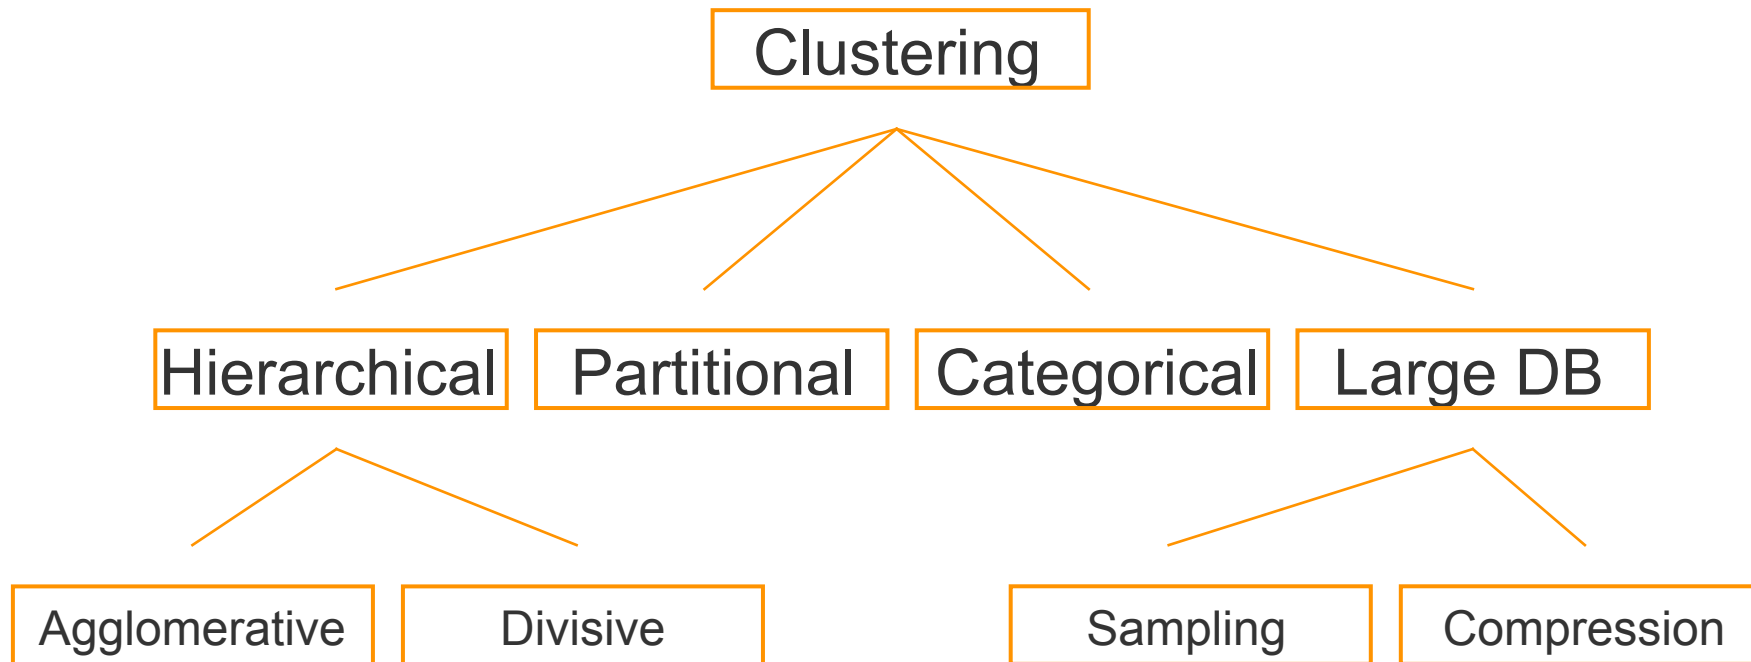 Clustering
Hierarchical
Partitional
Categorical
Large DB
Agglomerative
Divisive
Sampling
Compression